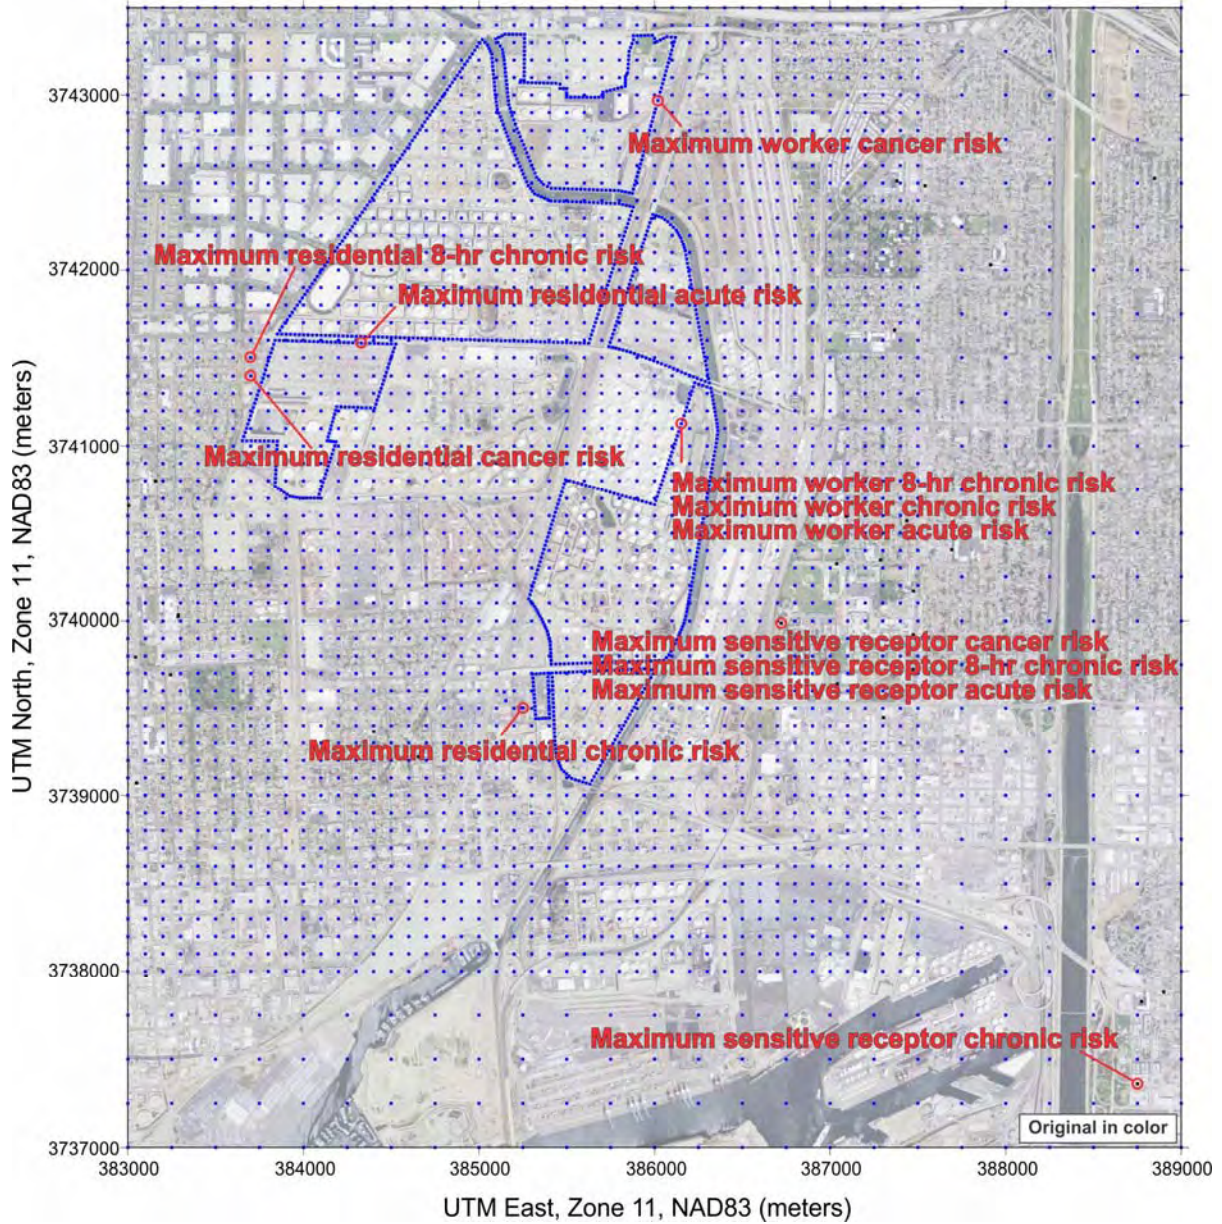 3743000
Maximum worker cancer risk
3742000
Maximum residential 8-hr chronic risk
Maximum residential acute risk
3741000
Maximum residential cancer risk
Maximum worker 8-hr chronic risk
Maximum worker chronic risk
Maximum worker acute risk
3740000
Maximum sensitive receptor cancer risk
Maximum sensitive receptor 8-hr chronic risk
Maximum sensitive receptor acute risk
Maximum residential chronic risk
3739000
3738000
Maximum sensitive receptor chronic risk
Original in color
3737000
UTM North, Zone 11, NAD83 (meters)
383000 384000 385000 386000 387000 388000 389000
UTM East, Zone 11, NAD83 (meters)